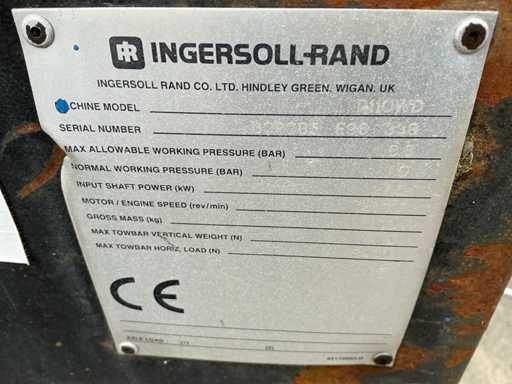 IR INGERSOLL-RAND
INGERSOLL RAND CO. LTD. HINDLEY GREEN. WIGAN. UK
CHINE MODEL
SERIAL NUMBER
MAX ALLOWABLE WORKING PRESSURE (BAR)
NORMAL WORKING PRESSURE (BAR)
INPUT SHAFT POWER (kW)
MOTOR / ENGINE SPEED (rev/min)
GROSS MASS (kg)
MAX TOWBAR VERTICAL WEIGHT (N)
MAX TOWBAR HORIZ, LOAD (N)
CE
AXLE LOAD